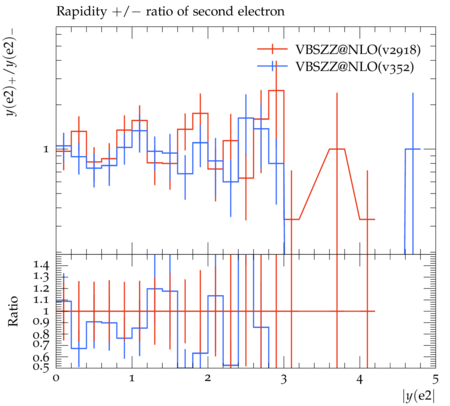 Rapidity +/− ratio of second electron
VBSZZ@NLO(v2918)
VBSZZ@NLO(v352)
y(e2)₊/y(e2)₋
1
Ratio
1.4
1.3
1.2
1.1
1
0.9
0.8
0.7
0.6
0.5
0 1 2 3 4 5
|y(e2|